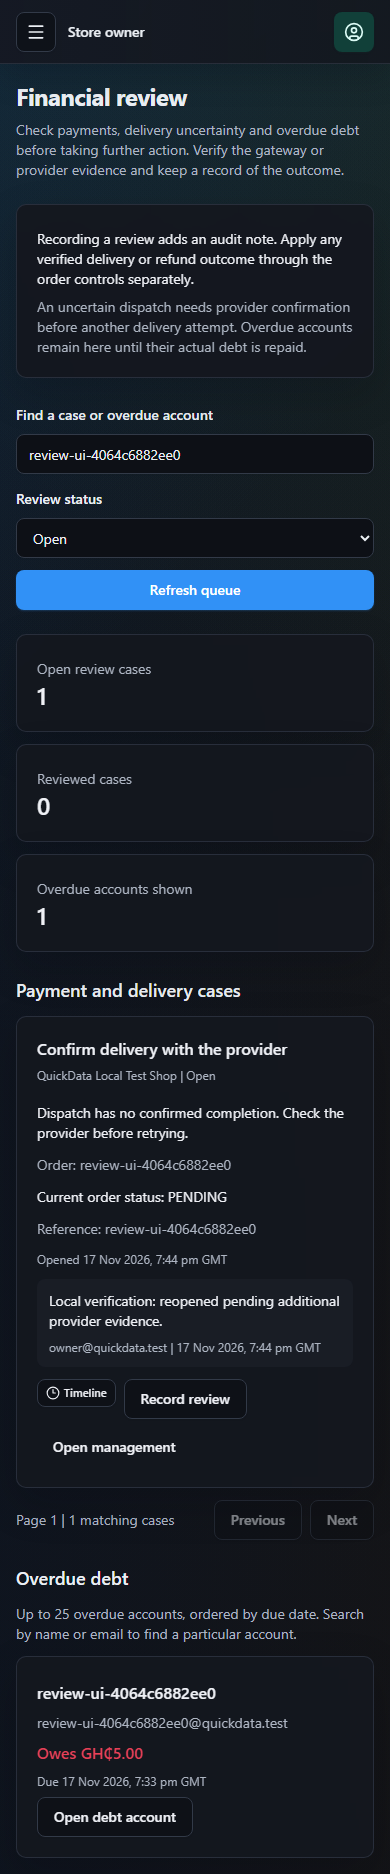 Store owner
Financial review
Check payments, delivery uncertainty and overdue debt
before taking further action. Verify the gateway or
provider evidence and keep a record of the outcome.
Recording a review adds an audit note. Apply any
verified delivery or refund outcome through the
order controls separately.
An uncertain dispatch needs provider confirmation
before another delivery attempt. Overdue accounts
remain here until their actual debt is repaid.
Find a case or overdue account
review-ui-4064c6882ee0
Review status
Open
Refresh queue
Open review cases
1
Reviewed cases
0
Overdue accounts shown
1
Payment and delivery cases
Confirm delivery with the provider
QuickData Local Test Shop | Open
Dispatch has no confirmed completion. Check the
provider before retrying.
Order: review-ui-4064c6882ee0
Current order status: PENDING
Reference: review-ui-4064c6882ee0
Opened 17 Nov 2026, 7:44 pm GMT
Local verification: reopened pending additional
provider evidence.
owner@quickdata.test | 17 Nov 2026, 7:44 pm GMT
Timeline
Record review
Open management
Page 1 | 1 matching cases
Previous
Next
Overdue debt
Up to 25 overdue accounts, ordered by due date. Search
by name or email to find a particular account.
review-ui-4064c6882ee0
review-ui-4064c6882ee0@quickdata.test
Owes GH₵5.00
Due 17 Nov 2026, 7:33 pm GMT
Open debt account